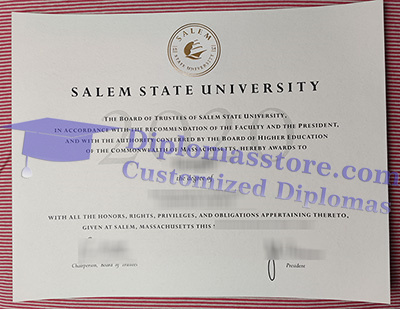 SALEM
STATE UNIVERSITY
SALEM STATE UNIVERSITY
THE BOARD OF TRUSTEES OF SALEM STATE UNIVERSITY,
IN ACCORDANCE WITH THE RECOMMENDATION OF THE FACULTY AND THE PRESIDENT,
AND WITH THE AUTHORITY CONFERRED BY THE BOARD OF HIGHER EDUCATION
OF THE COMMONWEALTH OF MASSACHUSETTS, HEREBY AWARDS TO
Diplomasstore.com
Customized Diplomas
the degree of
WITH ALL THE HONORS, RIGHTS, PRIVILEGES, AND OBLIGATIONS APPERTAINING THERETO,
GIVEN AT SALEM, MASSACHUSETTS THIS
Chairperson, Board of Trustees
President